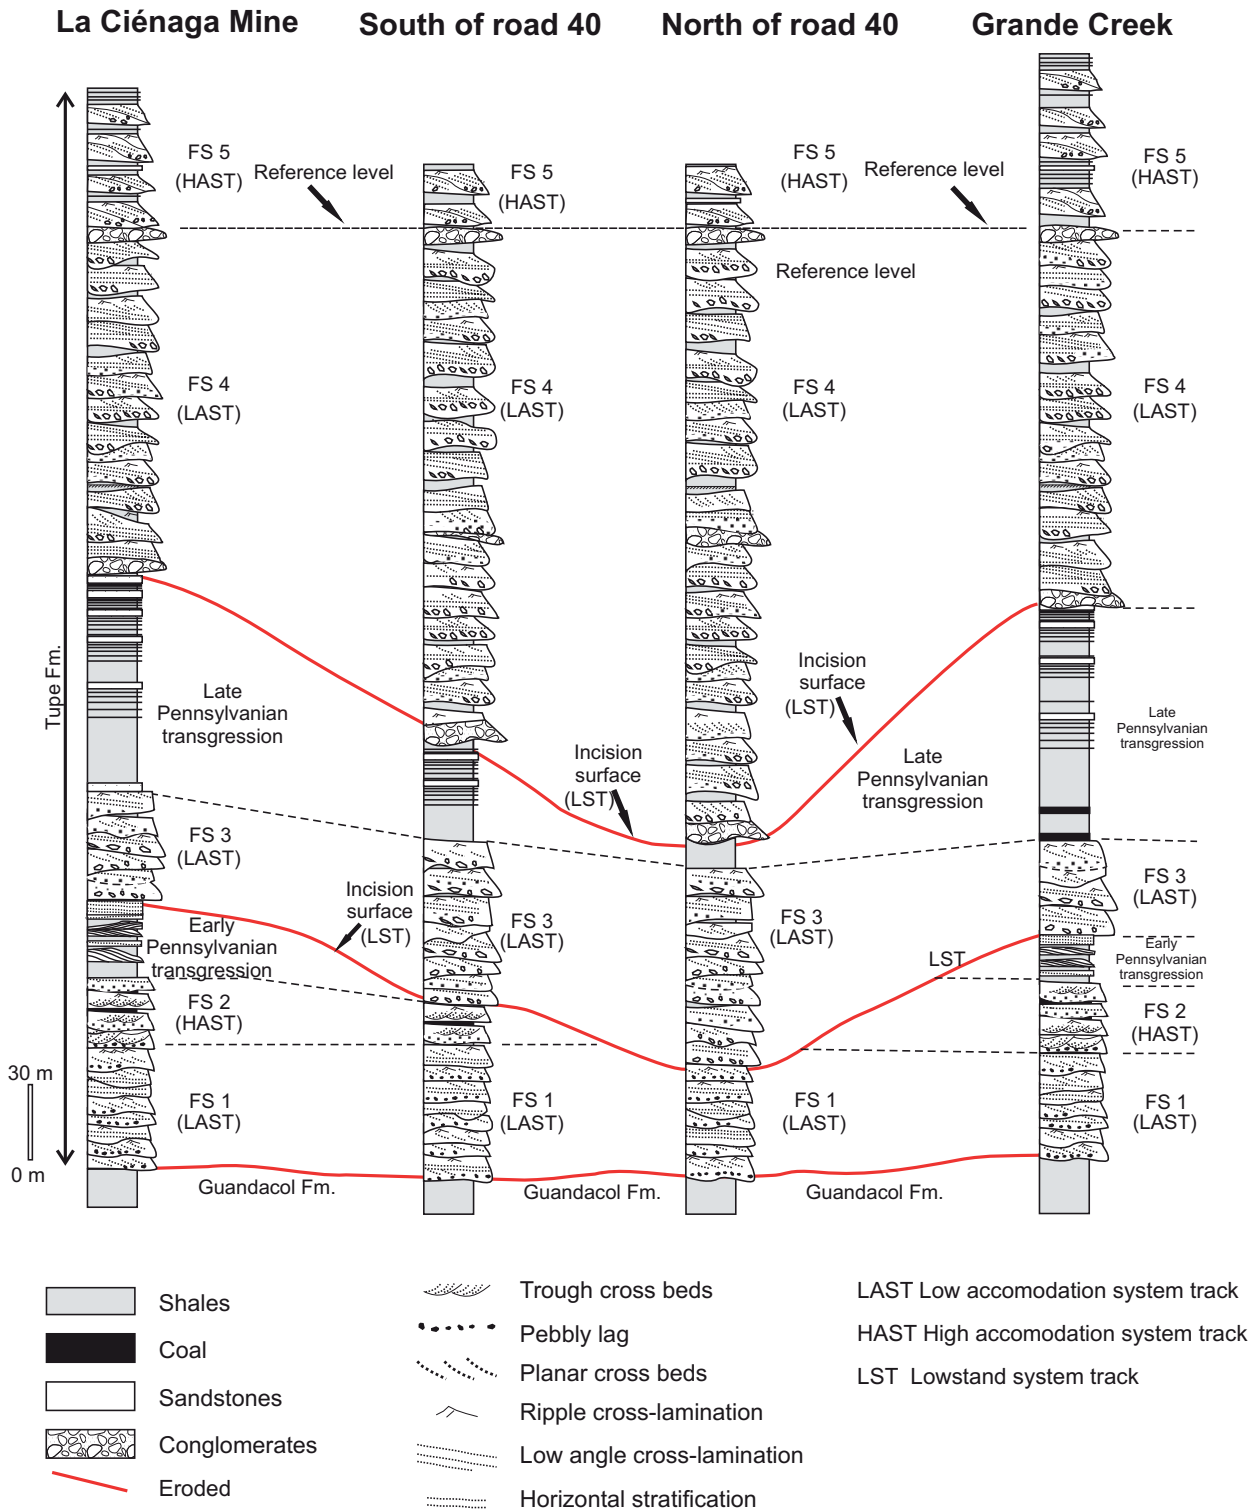 La Ciénaga Mine
South of road 40
North of road 40
Grande Creek
Tupe Fm.
30 m
0 m
FS 5
(HAST)
Reference level
FS 5
(HAST)
FS 5
(HAST)
Reference level
FS 5
(HAST)
Reference level
FS 4
(LAST)
FS 4
(LAST)
FS 4
(LAST)
FS 4
(LAST)
Late
Pennsylvanian
transgression
Incision
surface
(LST)
Incision
surface
(LST)
Late
Pennsylvanian
transgression
Late
Pennsylvanian
transgression
FS 3
(LAST)
Incision
surface
(LST)
FS 3
(LAST)
FS 3
(LAST)
FS 3
(LAST)
Early
Pennsylvanian
transgression
LST
Early
Pennsylvanian
transgression
FS 2
(HAST)
FS 2
(HAST)
FS 1
(LAST)
FS 1
(LAST)
FS 1
(LAST)
FS 1
(LAST)
Guandacol Fm.
Guandacol Fm.
Guandacol Fm.
Shales
Coal
Sandstones
Conglomerates
Eroded
Trough cross beds
Pebbly lag
Planar cross beds
Ripple cross-lamination
Low angle cross-lamination
Horizontal stratification
LAST Low accomodation system track
HAST High accomodation system track
LST Lowstand system track